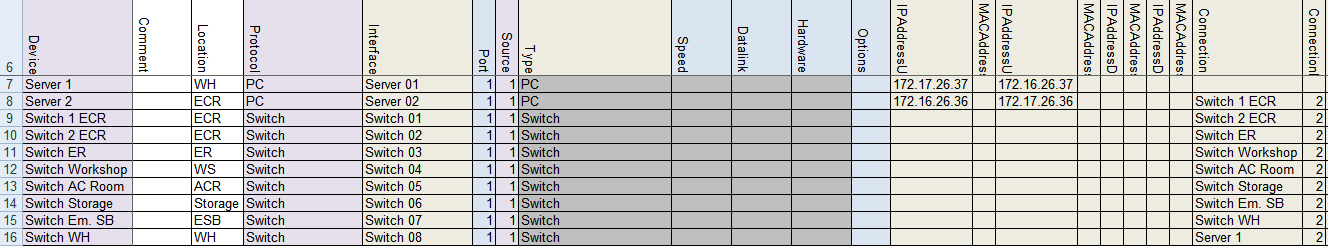 6 Device Comment Location Protocol Interface Port Source Type Speed Datalink Hardware Options IPAddressU MACAddress IPAddressU MACAddress IPAddressD MACAddress IPAddressD MACAddress Connection Connection
7 Server 1 WH PC Server 01 1 1 PC 172.17.26.37 172.16.26.37
8 Server 2 ECR PC Server 02 1 1 PC 172.16.26.36 172.17.26.36 Switch 1 ECR 2
9 Switch 1 ECR ECR Switch Switch 01 1 1 Switch Switch 2 ECR 2
10 Switch 2 ECR ECR Switch Switch 02 1 1 Switch Switch ER 2
11 Switch ER ER Switch Switch 03 1 1 Switch Switch Workshop 2
12 Switch Workshop WS Switch Switch 04 1 1 Switch Switch AC Room 2
13 Switch AC Room ACR Switch Switch 05 1 1 Switch Switch Storage 2
14 Switch Storage Storage Switch Switch 06 1 1 Switch Switch Em. SB 2
15 Switch Em. SB ESB Switch Switch 07 1 1 Switch Switch WH 2
16 Switch WH WH Switch Switch 08 1 1 Switch Server 1 2